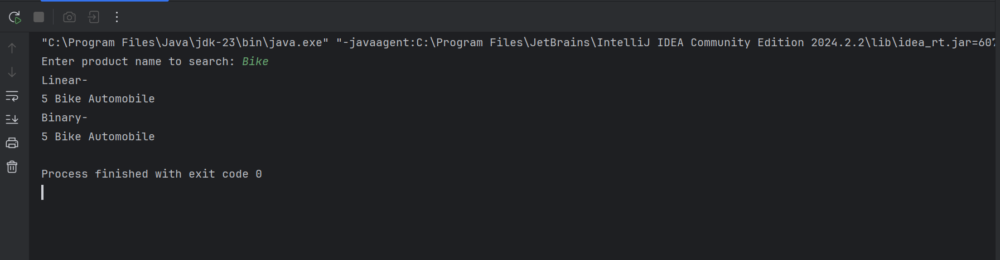 "C:\Program Files\Java\jdk-23\bin\java.exe" "-javaagent:C:\Program Files\JetBrains\IntelliJ IDEA Community Edition 2024.2.2\lib\idea_rt.jar=607
Enter product name to search: Bike
Linear-
5 Bike Automobile
Binary-
5 Bike Automobile
Process finished with exit code 0